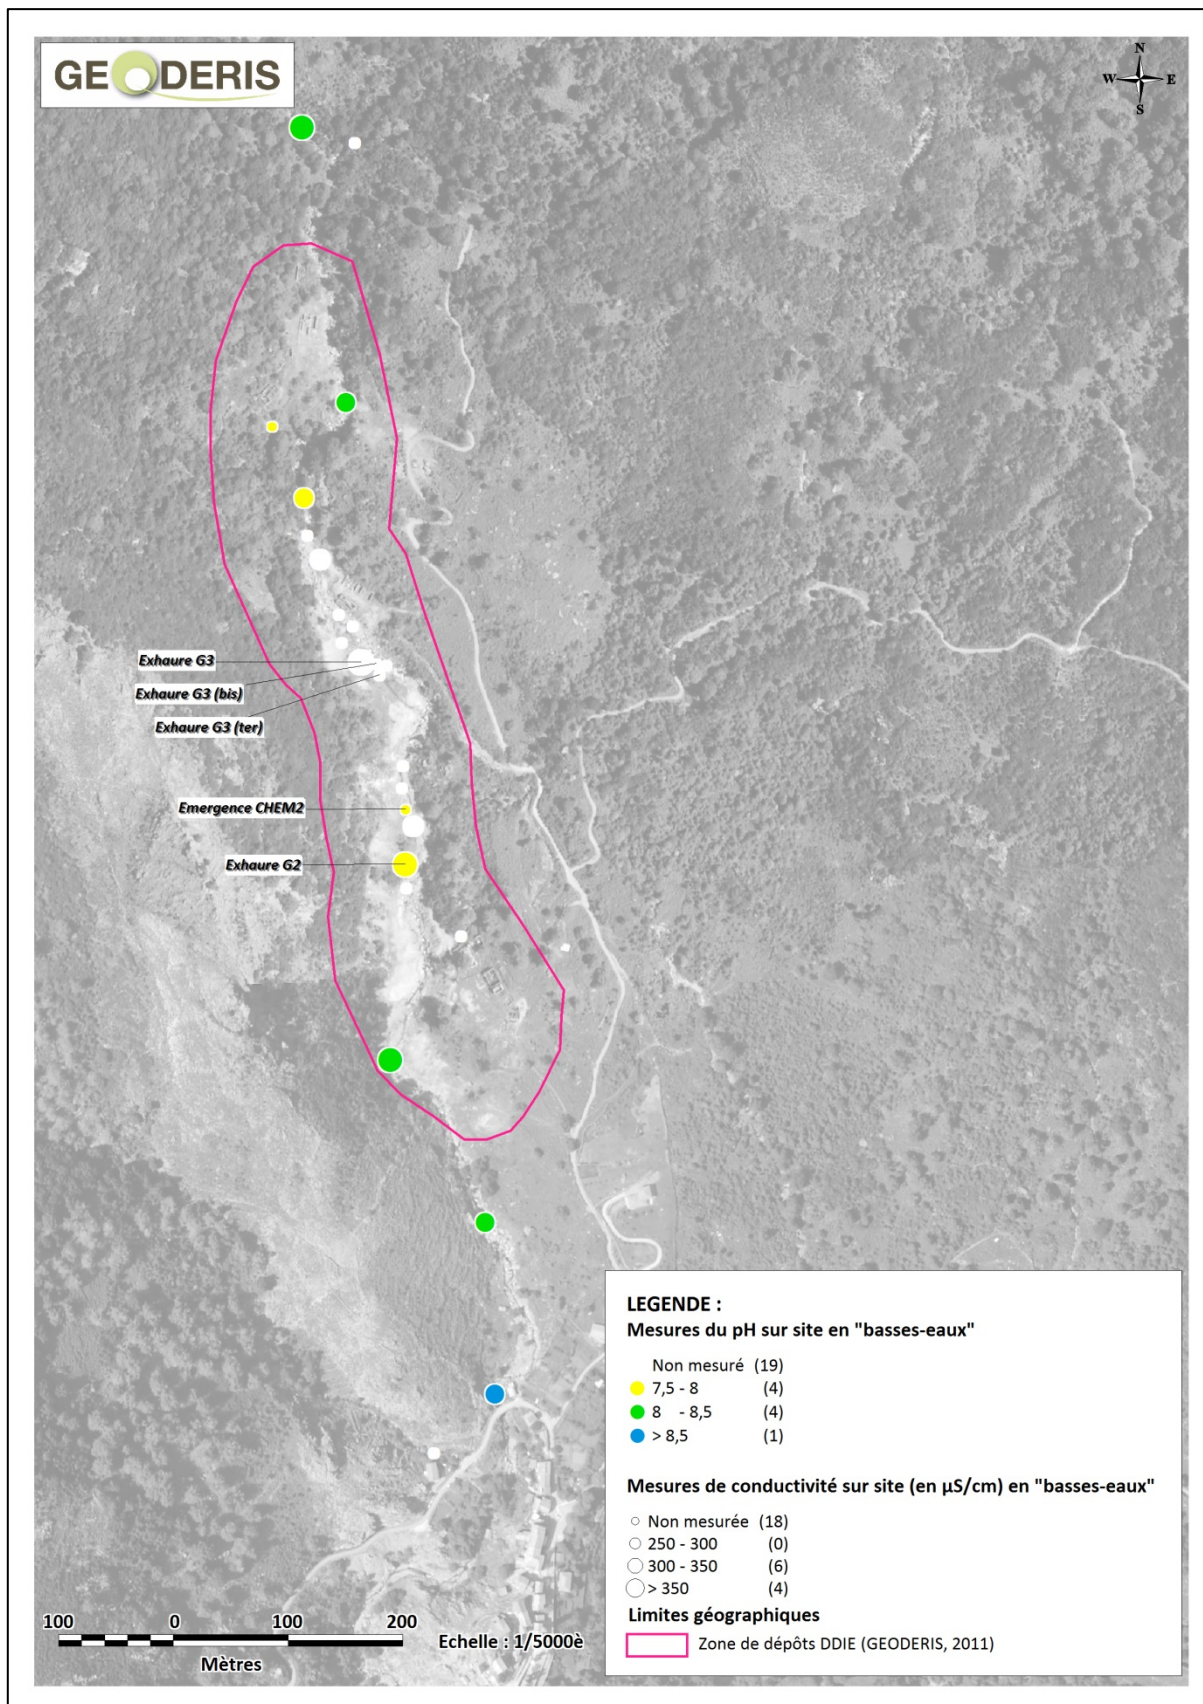 GEODERIS
N
W E
S
Exhaure G3
Exhaure G3 (bis)
Exhaure G3 (ter)
Emergence CHEM2
Exhaure G2
LEGENDE :
Mesures du pH sur site en "basses-eaux"
Non mesuré (19)
7,5 - 8 (4)
8 - 8,5 (4)
> 8,5 (1)
Mesures de conductivité sur site (en µS/cm) en "basses-eaux"
Non mesurée (18)
250 - 300 (0)
300 - 350 (6)
> 350 (4)
Limites géographiques
Zone de dépôts DDIE (GEODERIS, 2011)
100 0 100 200
Echelle : 1/5000è
Mètres